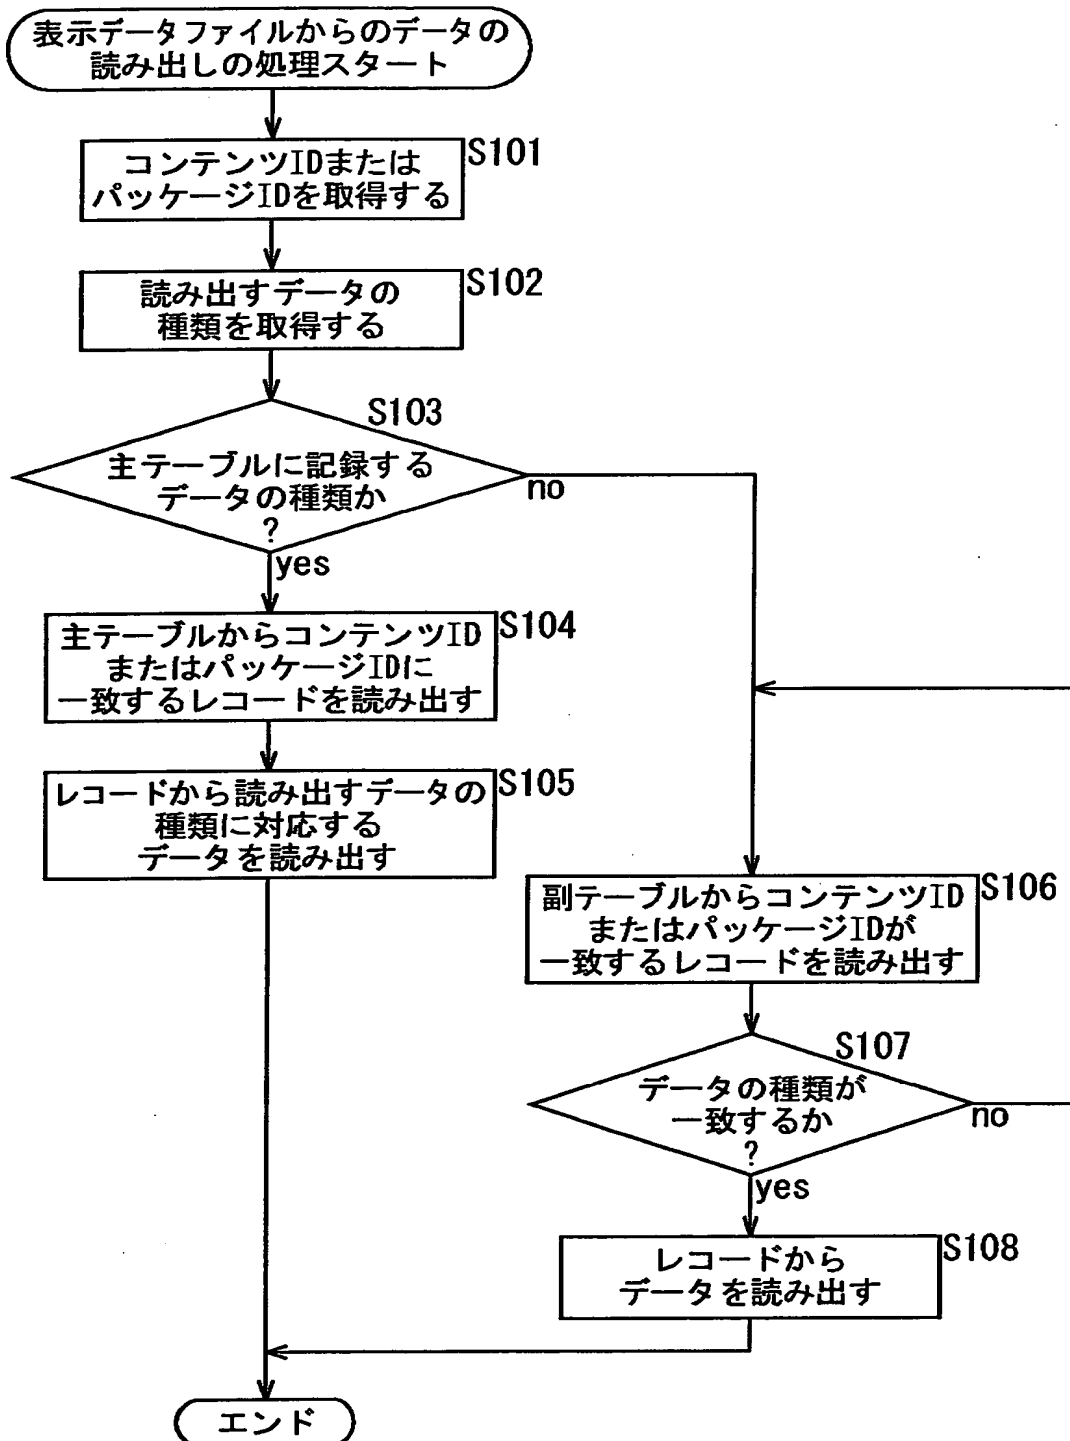 表示データファイルからのデータの
読み出しの処理スタート
S101
コンテンツIDまたは
パッケージIDを取得する
S102
読み出すデータの
種類を取得する
S103
主テーブルに記録する
データの種類か
?
no
yes
S104
主テーブルからコンテンツID
またはパッケージIDに
一致するレコードを読み出す
S105
レコードから読み出すデータの
種類に対応する
データを読み出す
S106
副テーブルからコンテンツID
またはパッケージIDが
一致するレコードを読み出す
S107
データの種類が
一致するか
?
no
yes
S108
レコードから
データを読み出す
エンド